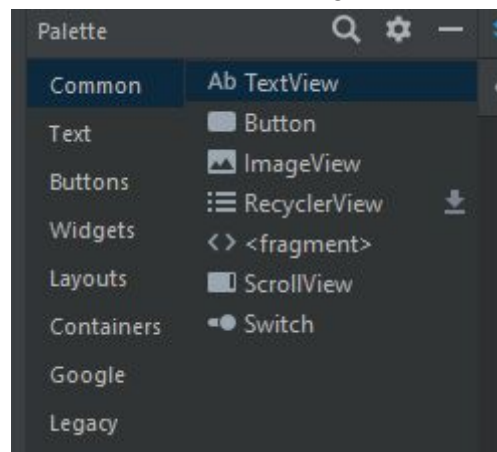 Palette
Common
Text
Buttons
Widgets
Layouts
Containers
Google
Legacy
Ab TextView
Button
ImageView
RecyclerView
<fragment>
ScrollView
Switch